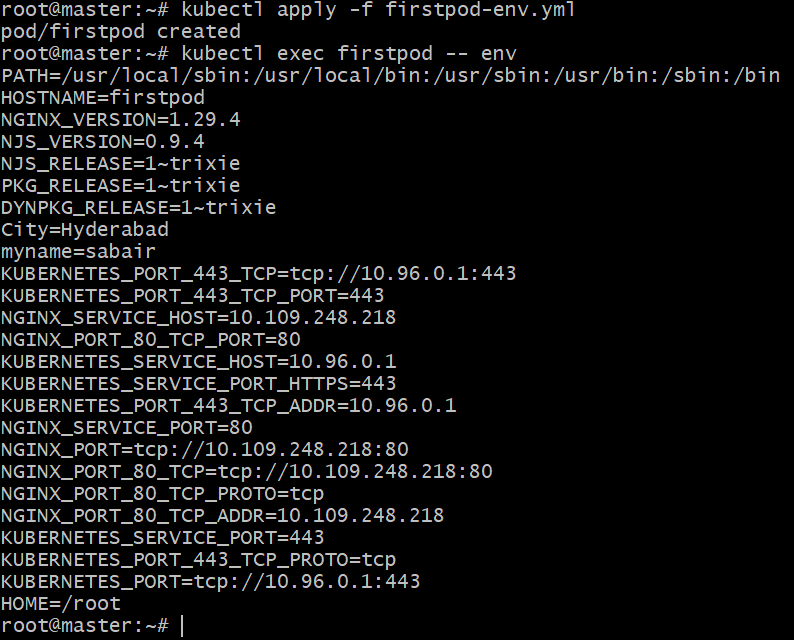 root@master:~# kubectl apply -f firstpod-env.yml
pod/firstpod created
root@master:~# kubectl exec firstpod -- env
PATH=/usr/local/sbin:/usr/local/bin:/usr/sbin:/usr/bin:/sbin:/bin
HOSTNAME=firstpod
NGINX_VERSION=1.29.4
NJS_VERSION=0.9.4
NJS_RELEASE=1~trixie
PKG_RELEASE=1~trixie
DYNPKG_RELEASE=1~trixie
City=Hyderabad
myname=sabair
KUBERNETES_PORT_443_TCP=tcp://10.96.0.1:443
KUBERNETES_PORT_443_TCP_PORT=443
NGINX_SERVICE_HOST=10.109.248.218
NGINX_PORT_80_TCP_PORT=80
KUBERNETES_SERVICE_HOST=10.96.0.1
KUBERNETES_SERVICE_PORT_HTTPS=443
KUBERNETES_PORT_443_TCP_ADDR=10.96.0.1
NGINX_SERVICE_PORT=80
NGINX_PORT=tcp://10.109.248.218:80
NGINX_PORT_80_TCP=tcp://10.109.248.218:80
NGINX_PORT_80_TCP_PROTO=tcp
NGINX_PORT_80_TCP_ADDR=10.109.248.218
KUBERNETES_SERVICE_PORT=443
KUBERNETES_PORT_443_TCP_PROTO=tcp
KUBERNETES_PORT=tcp://10.96.0.1:443
HOME=/root
root@master:~#